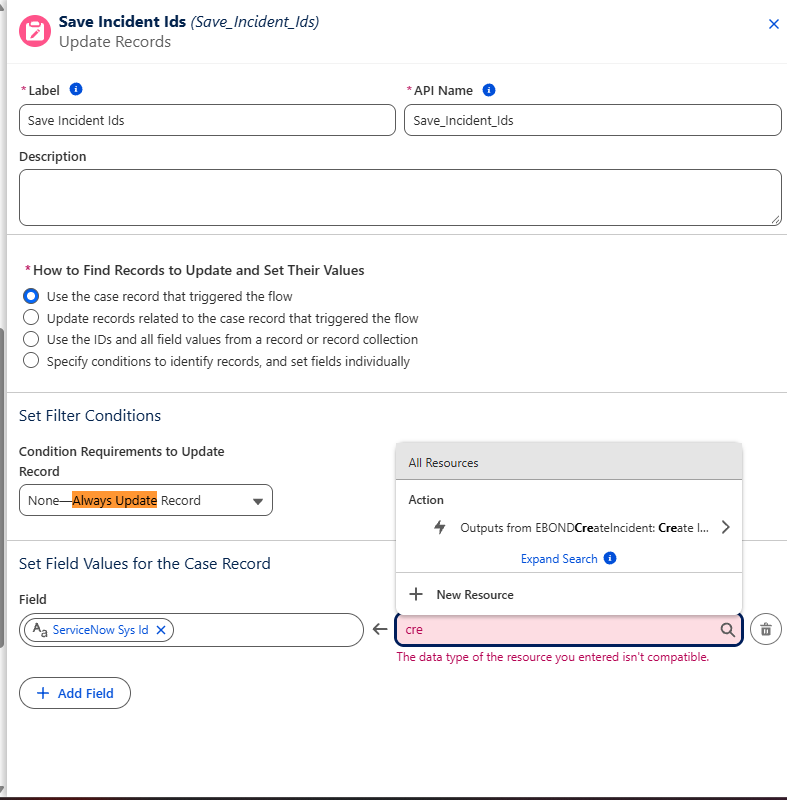 Save Incident Ids (Save_Incident_Ids)
Update Records
* Label
* API Name
Save Incident Ids
Save_Incident_Ids
Description
* How to Find Records to Update and Set Their Values
Use the case record that triggered the flow
Update records related to the case record that triggered the flow
Use the IDs and all field values from a record or record collection
Specify conditions to identify records, and set fields individually
Set Filter Conditions
Condition Requirements to Update
Record
None—Always Update Record
All Resources
Action
Outputs from EBONDCreateIncident: Create I...
Expand Search
New Resource
Set Field Values for the Case Record
Field
Aa ServiceNow Sys Id
cre
The data type of the resource you entered isn't compatible.
+ Add Field